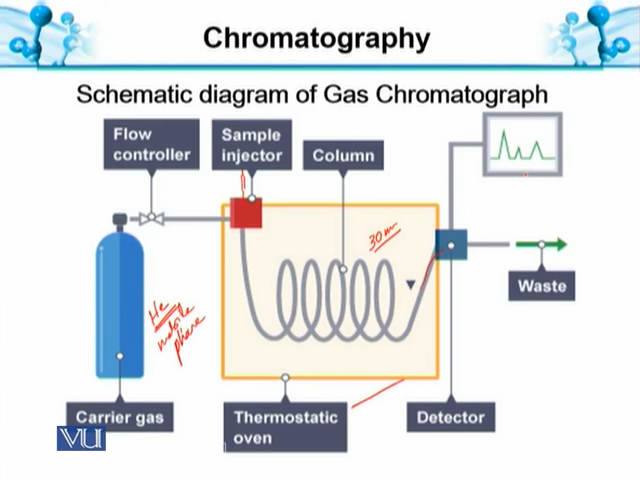 Chromatography
Schematic diagram of Gas Chromatograph
Flow
controller
Sample
injector
Column
30m
He
mobile
phase
Waste
Carrier gas
Thermostatic
oven
Detector
VU